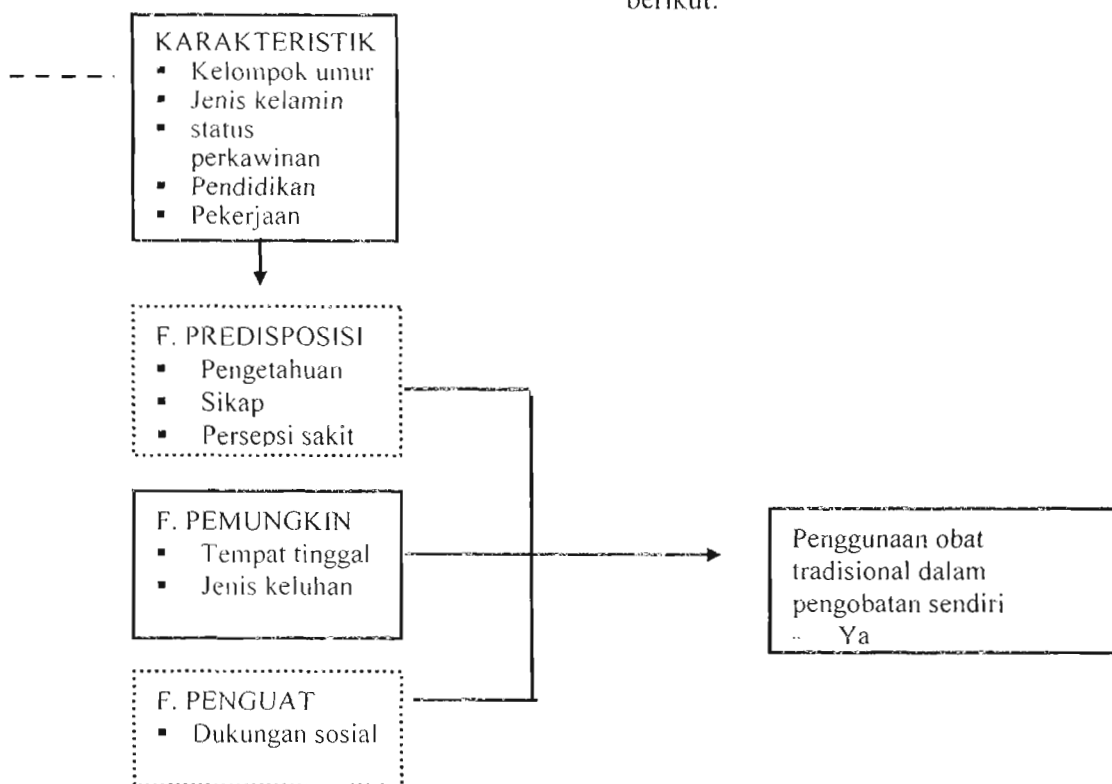 berikut:
KARAKTERISTIK
▪ Kelompok umur
▪ Jenis kelamin
▪ status
perkawinan
▪ Pendidikan
▪ Pekerjaan
F. PREDISPOSISI
▪ Pengetahuan
▪ Sikap
▪ Persepsi sakit
F. PEMUNGKIN
▪ Tempat tinggal
▪ Jenis keluhan
F. PENGUAT
▪ Dukungan sosial
Penggunaan obat
tradisional dalam
pengobatan sendiri
- Ya